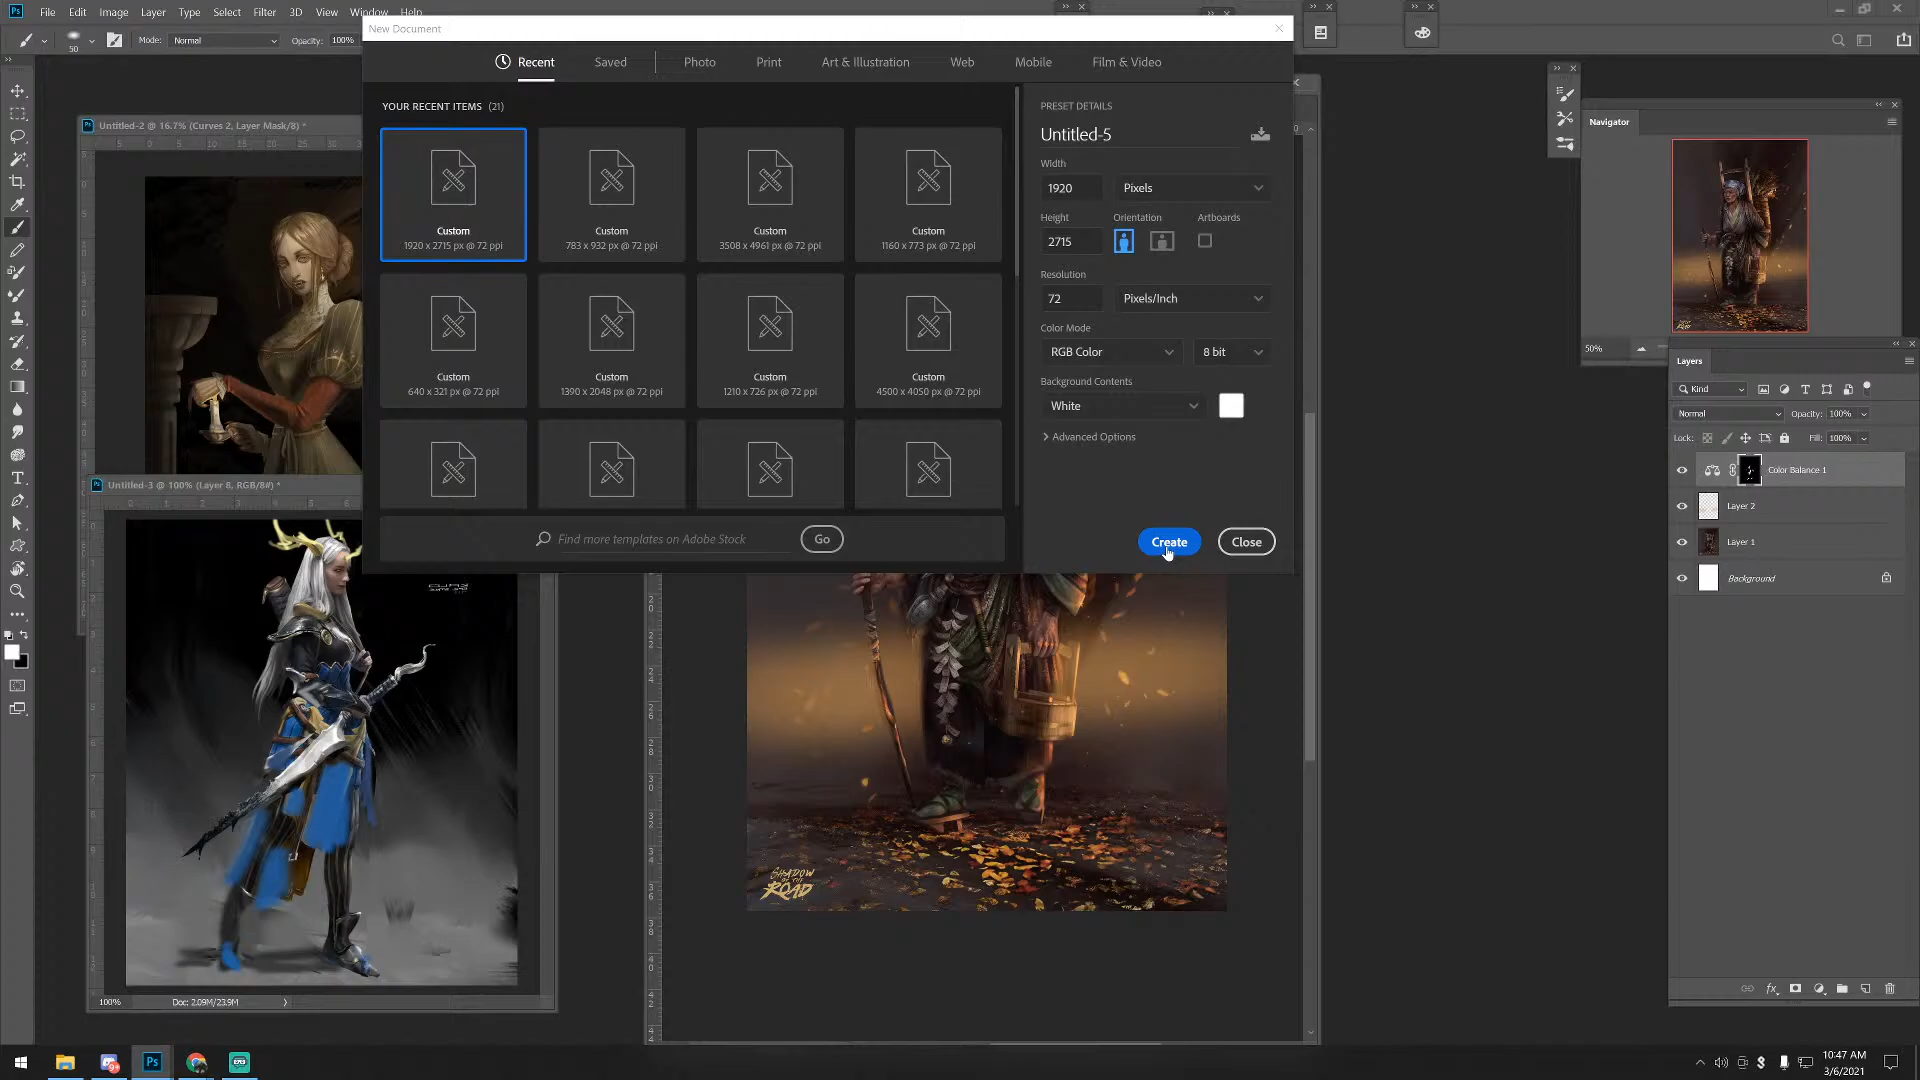 File Edit Image Layer Type Select Filter 3D View Window Help
50 Mode: Normal Opacity: 100%
New Document
Recent Saved Photo Print Art & Illustration Web Mobile Film & Video
YOUR RECENT ITEMS (21)
Custom
1920 x 2715 px @ 72 ppi
Custom
783 x 932 px @ 72 ppi
Custom
3508 x 4961 px @ 72 ppi
Custom
1160 x 773 px @ 72 ppi
Custom
640 x 321 px @ 72 ppi
Custom
1390 x 2048 px @ 72 ppi
Custom
1210 x 726 px @ 72 ppi
Custom
4500 x 4050 px @ 72 ppi
Find more templates on Adobe Stock Go
PRESET DETAILS
Untitled-5
Width
1920 Pixels
Height Orientation Artboards
2715
Resolution
72 Pixels/Inch
Color Mode
RGB Color 8 bit
Background Contents
White
Advanced Options
Create Close
Untitled-2 @ 16.7% (Curves 2, Layer Mask/8) *
Untitled-3 @ 100% (Layer 8, RGB/8#) *
100% Doc: 2.09M/23.9M
SHADOW
OF THE
ROAD
Navigator
50%
Layers
Kind
Normal Opacity: 100%
Lock: Fill: 100%
Color Balance 1
Layer 2
Layer 1
Background
fx
Ps
10:47 AM
3/6/2021